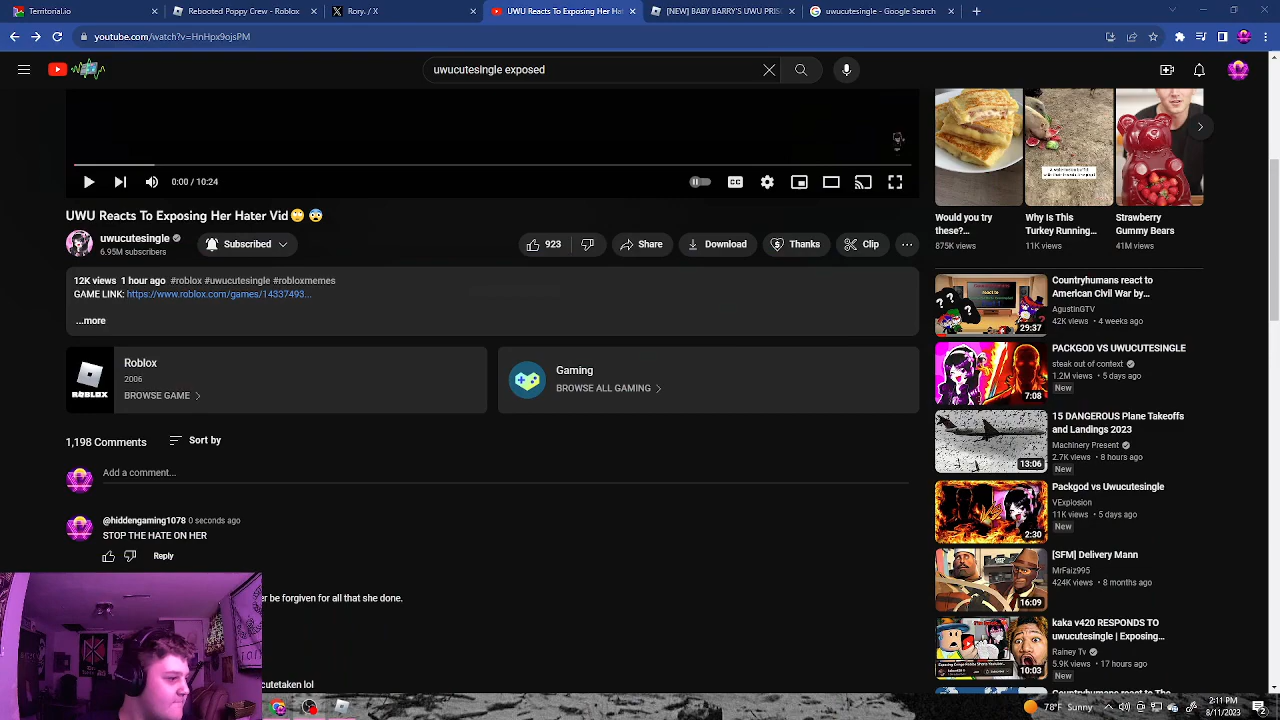 Territorial.io
Rebooted Poppy Crew - Roblox
Rory. / X
UWU Reacts To Exposing Her Hat
[NEW] BABY BARRY'S UWU PRIS
uwucutesingle - Google Search
youtube.com/watch?v=HnHpx9ojsPM
uwucutesingle exposed
0:00 / 10:24
UWU Reacts To Exposing Her Hater Vid🙄 😨
uwucutesingle
6.95M subscribers
Subscribed
923
Share
Download
Thanks
Clip
12K views 1 hour ago #roblox #uwucutesingle #robloxmemes
GAME LINK: https://www.roblox.com/games/14337493...
...more
ROBLOX
Roblox
2006
BROWSE GAME
Gaming
BROWSE ALL GAMING
1,198 Comments
Sort by
Add a comment...
@hiddengaming1078 0 seconds ago
STOP THE HATE ON HER
Reply
r be forgiven for all that she done.
utetaken lol
Would you try these?...
875K views
Why Is This Turkey Running...
11K views
Strawberry Gummy Bears
41M views
29:37
Countryhumans react to
American Civil War by...
AgustInGTV
42K views • 4 weeks ago
7:08
PACKGOD VS UWUCUTESINGLE
steak out of context
1.2M views • 5 days ago
New
13:06
15 DANGEROUS Plane Takeoffs
and Landings 2023
Machinery Present
2.7K views • 8 hours ago
New
2:30
Packgod vs Uwucutesingle
VExplosion
11K views • 5 days ago
New
16:09
[SFM] Delivery Mann
MrFaiz995
424K views • 8 months ago
10:03
kaka v420 RESPONDS TO
uwucutesingle | Exposing...
Rainey Tv
5.9K views • 17 hours ago
New
78°F Sunny
2:11 PM
8/11/2023
2